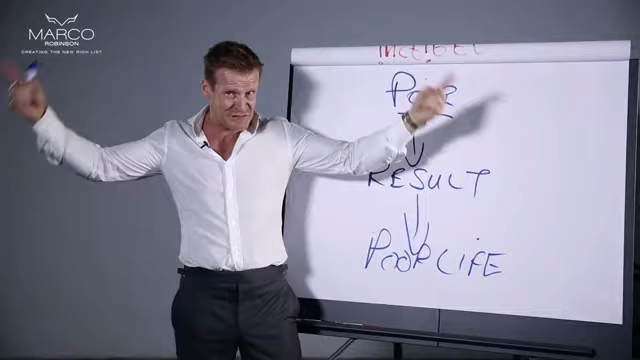 MARCO
ROBINSON
CREATING THE NEW RICH LIST
POOR
RESULT
POOR LIFE